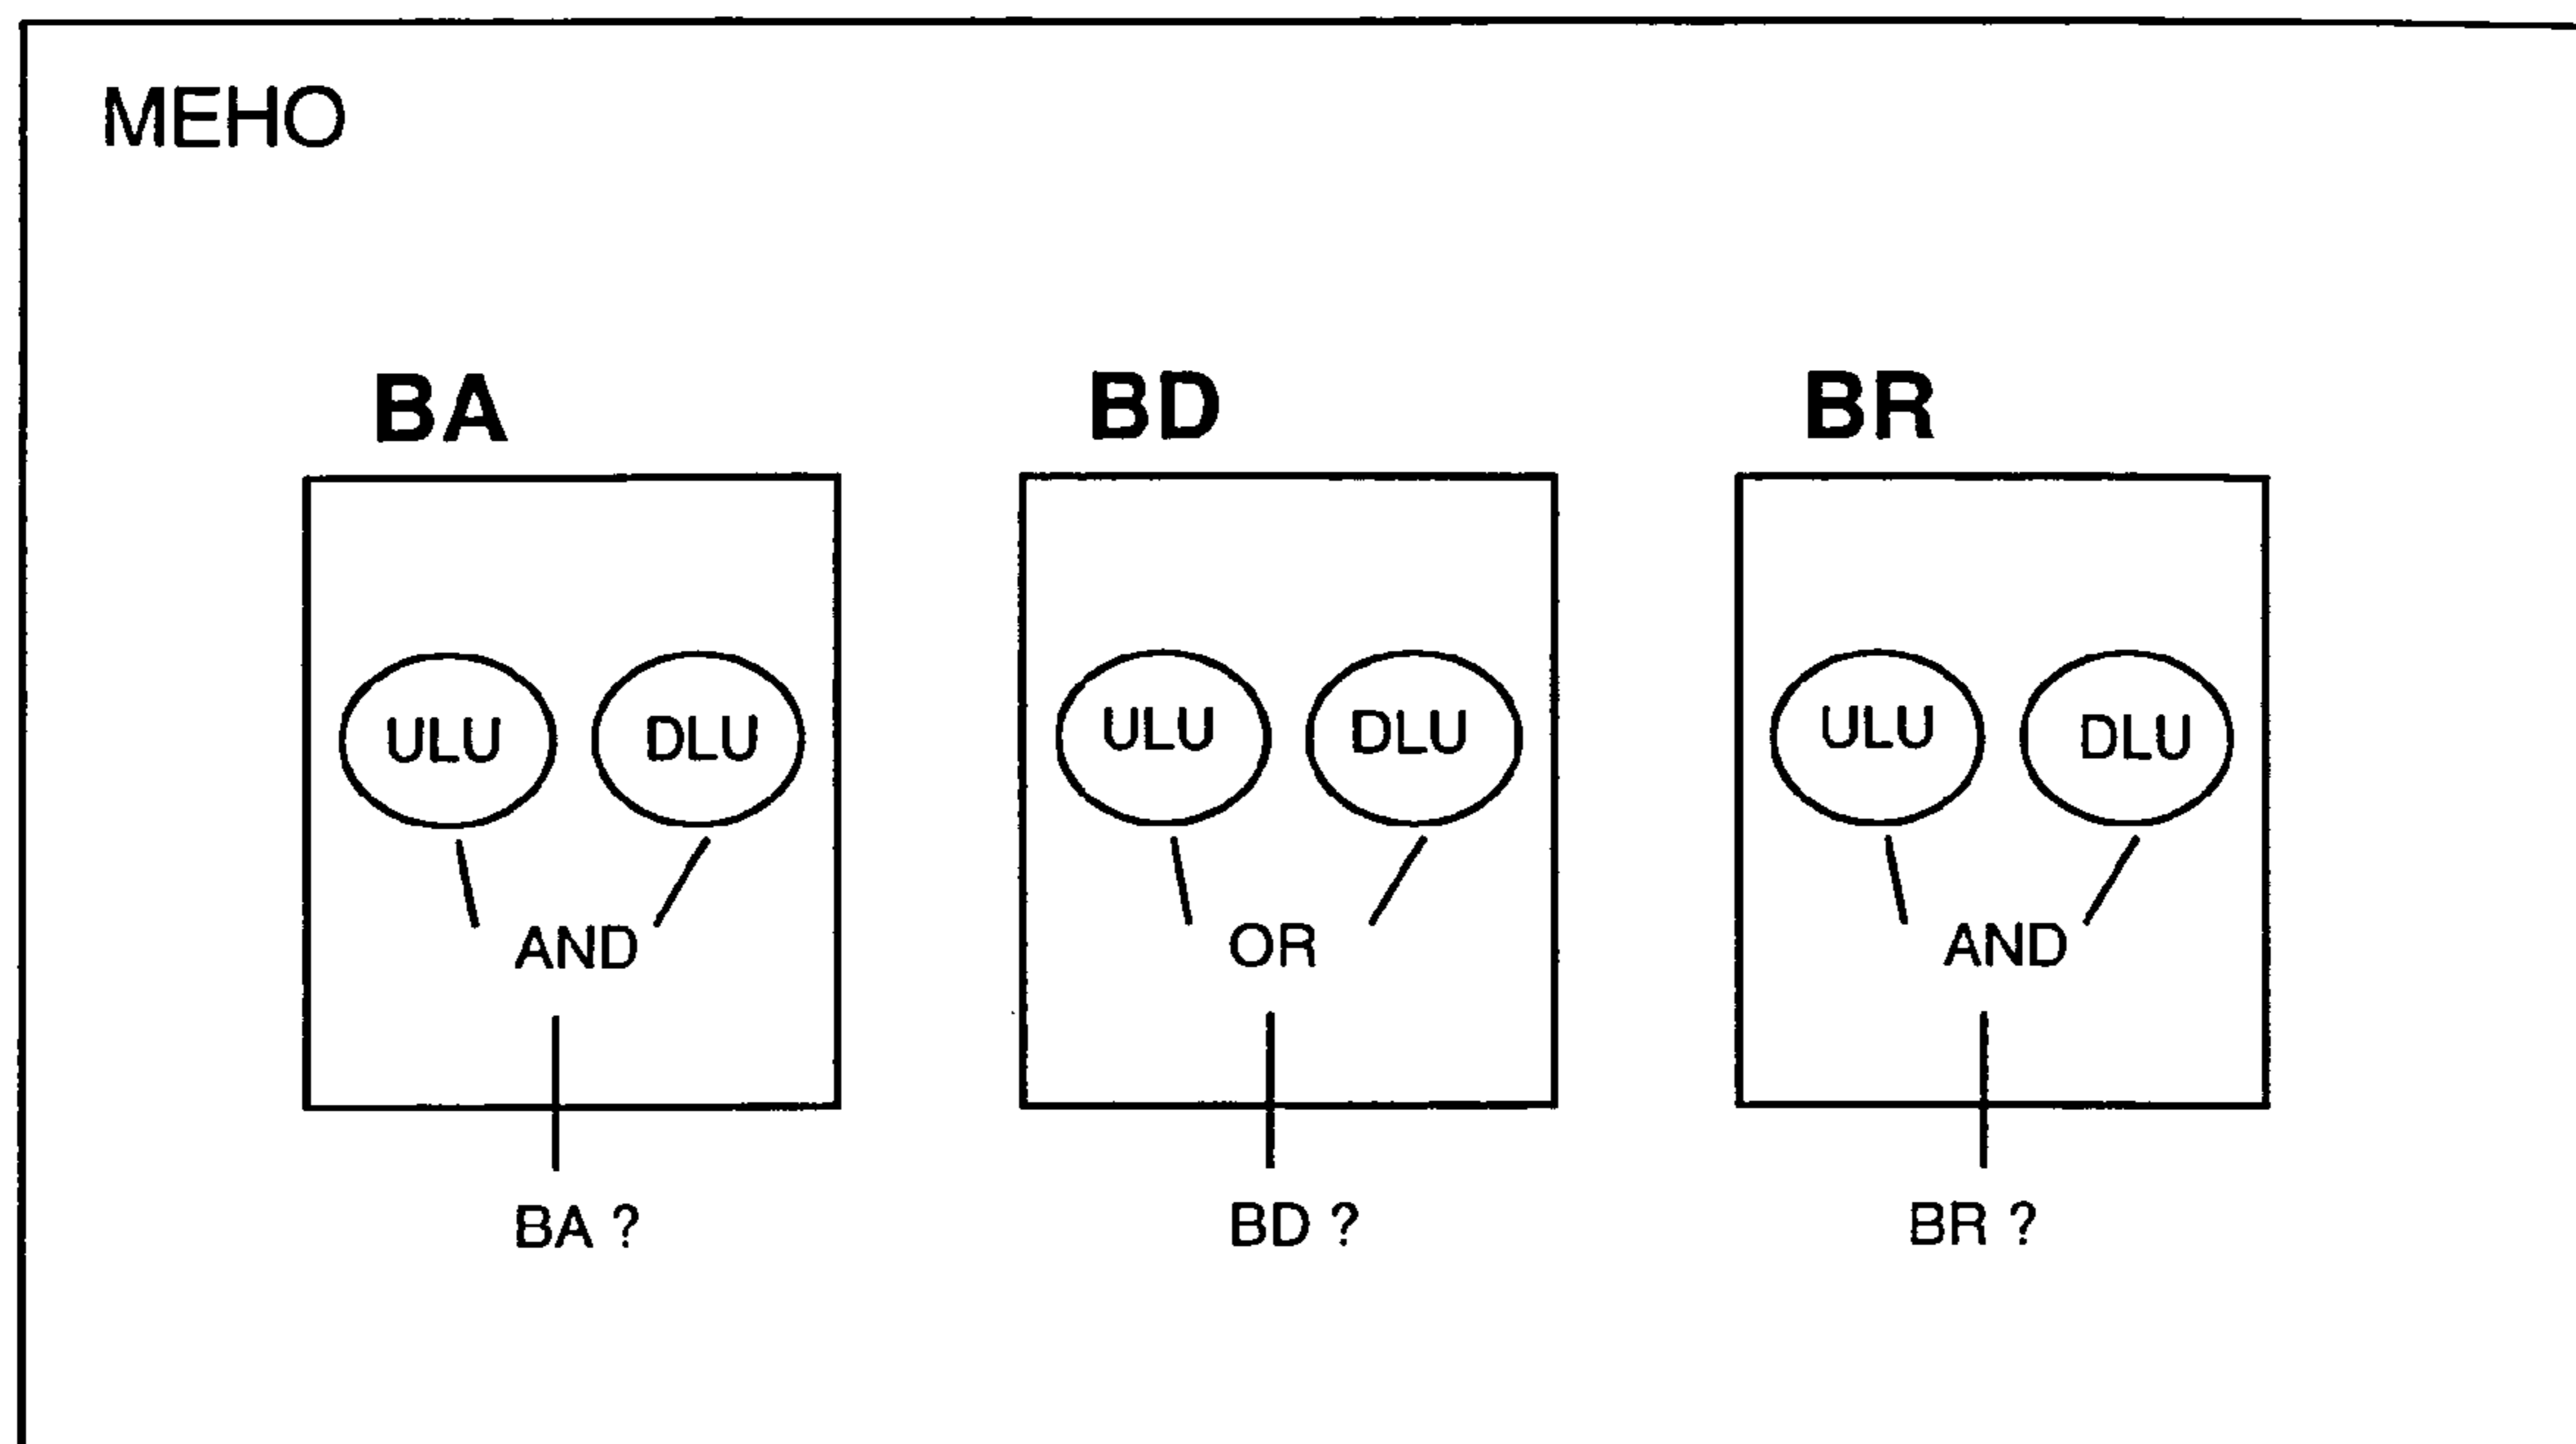 MEHO
BA BD BR
ULU DLU ULU DLU ULU DLU
AND OR AND
BA ? BD ? BR ?